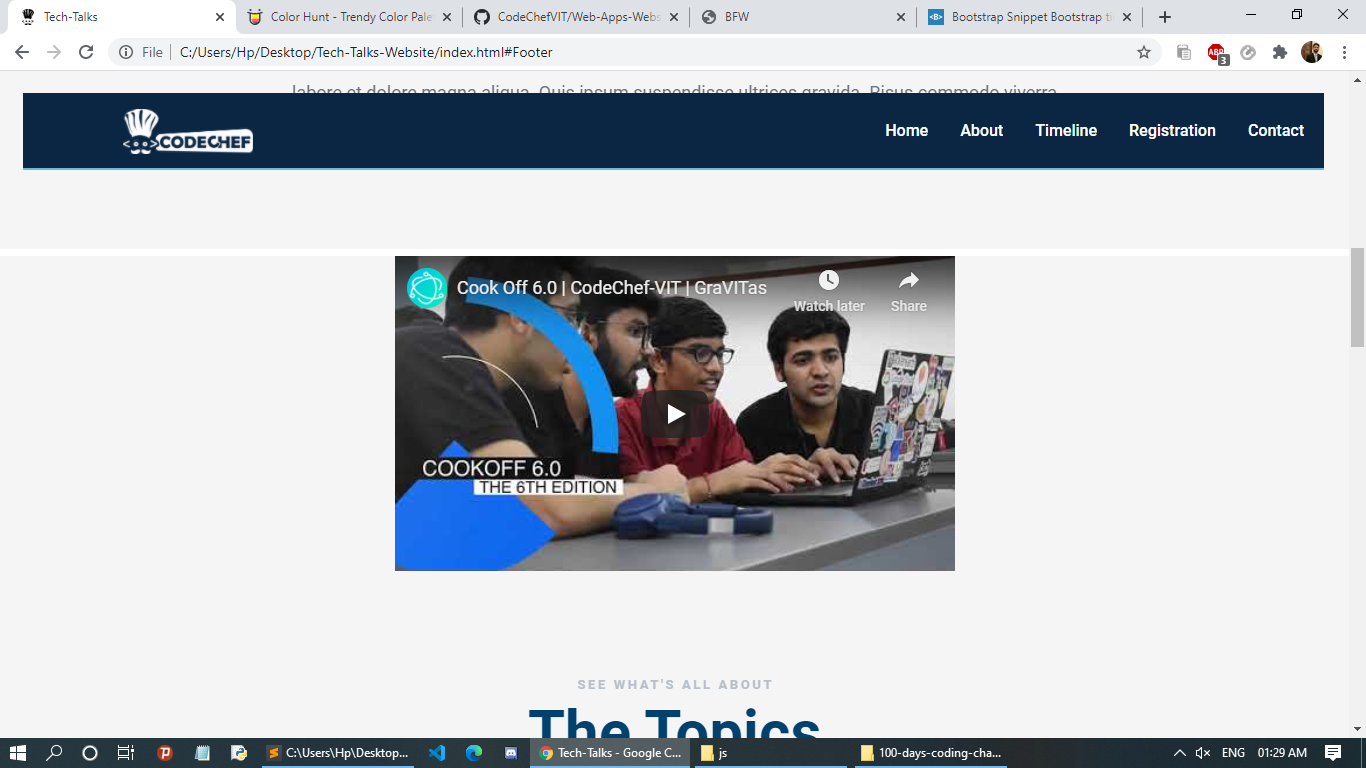 Tech-Talks
Color Hunt - Trendy Color Pale
CodeChefVIT/Web-Apps-Webs
BFW
Bootstrap Snippet Bootstrap ti
File
C:/Users/Hp/Desktop/Tech-Talks-Website/index.html#Footer
ABP
3
labore et dolore magna aliqua. Quis ipsum suspendisse ultrices gravida. Risus commodo viverra
CODECHEF
Home
About
Timeline
Registration
Contact
Cook Off 6.0 | CodeChef-VIT | GraVITas
Watch later
Share
COOKOFF 6.0
THE 6TH EDITION
SEE WHAT'S ALL ABOUT
The Topics
C:\Users\Hp\Desktop...
Tech-Talks - Google C...
js
100-days-coding-cha...
ENG
01:29 AM